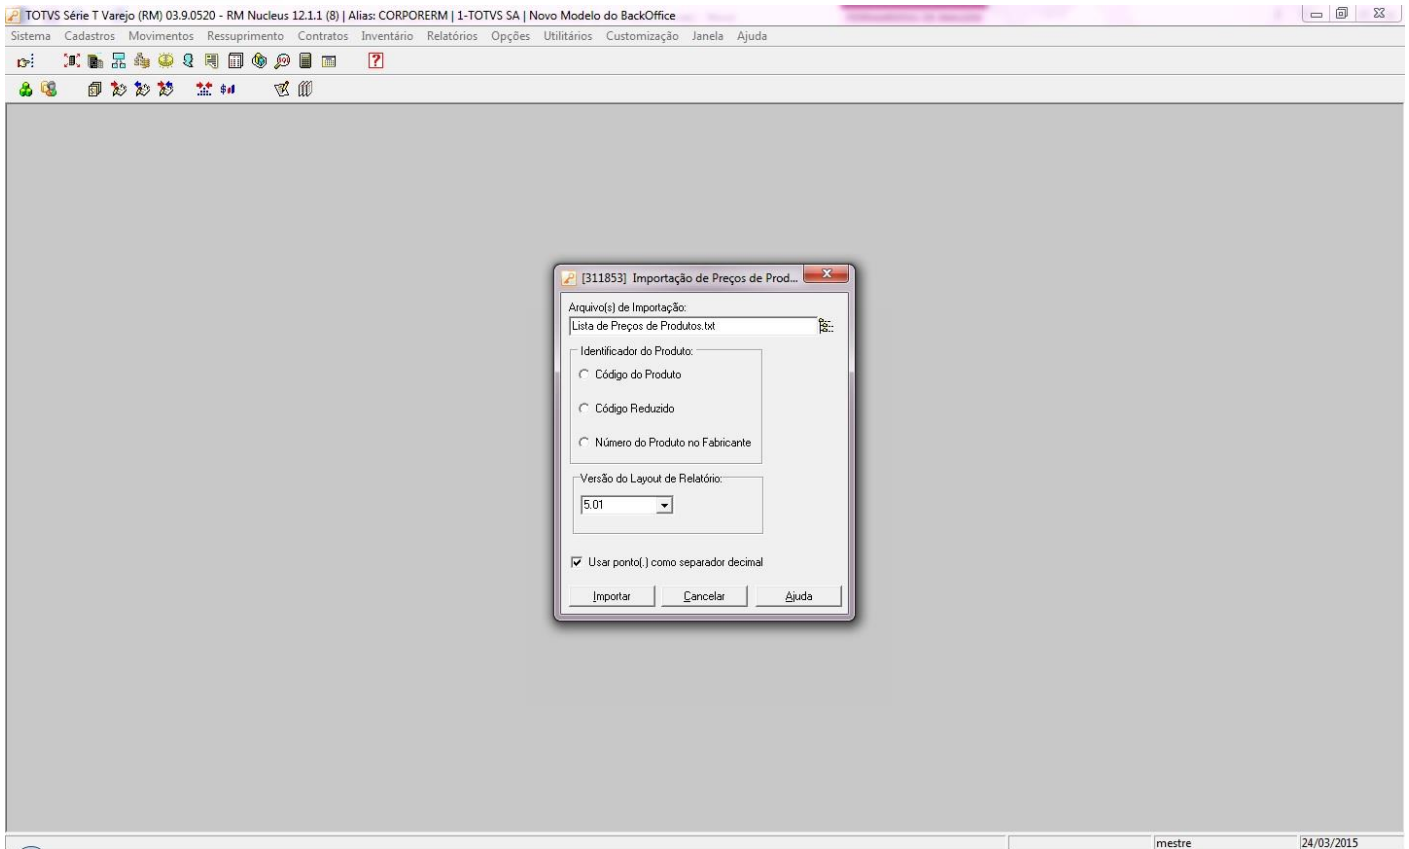 TOTVS Série T Varejo (RM) 03.9.0520 - RM Nucleus 12.1.1 (8) | Alias: CORPORERM | 1-TOTVS SA | Novo Modelo do BackOffice
Sistema Cadastros Movimentos Ressuprimento Contratos Inventário Relatórios Opções Utilitários Customização Janela Ajuda
[311853] Importação de Preços de Prod...
Arquivo(s) de Importação:
Lista de Preços de Produtos.txt
Identificador do Produto:
Código do Produto
Código Reduzido
Número do Produto no Fabricante
Versão do Layout de Relatório:
5.01
Usar ponto(.) como separador decimal
Importar Cancelar Ajuda
mestre 24/03/2015